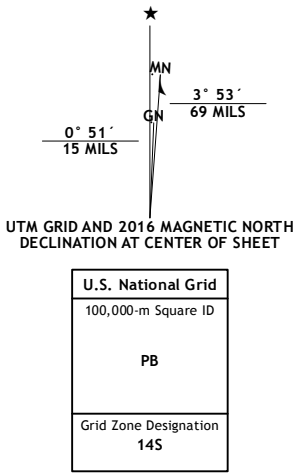 MN
GN
3° 53´
69 MILS
0° 51´
15 MILS
UTM GRID AND 2016 MAGNETIC NORTH
DECLINATION AT CENTER OF SHEET
U.S. National Grid
100,000-m Square ID
PB
Grid Zone Designation
14S